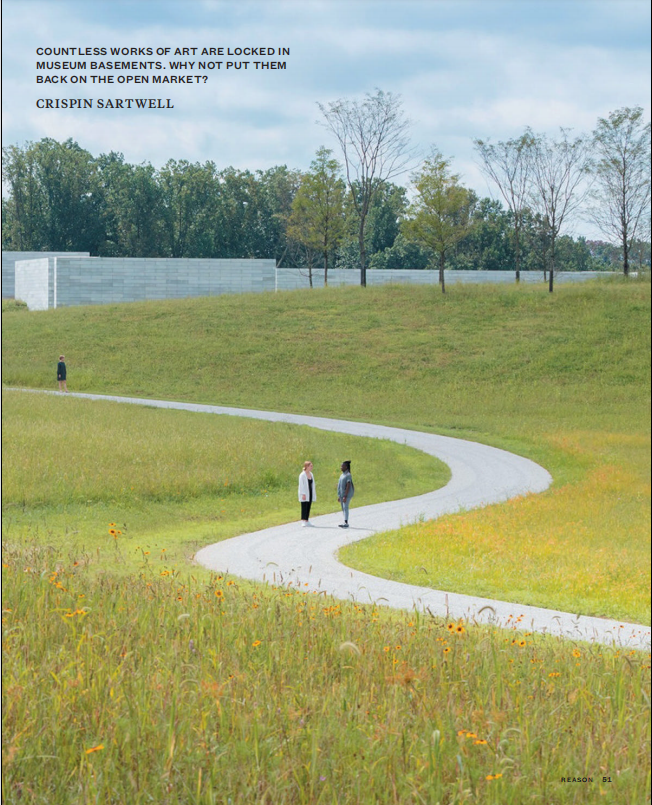 COUNTLESS WORKS OF ART ARE LOCKED IN
MUSEUM BASEMENTS. WHY NOT PUT THEM
BACK ON THE OPEN MARKET?
CRISPIN SARTWELL
REASON 51